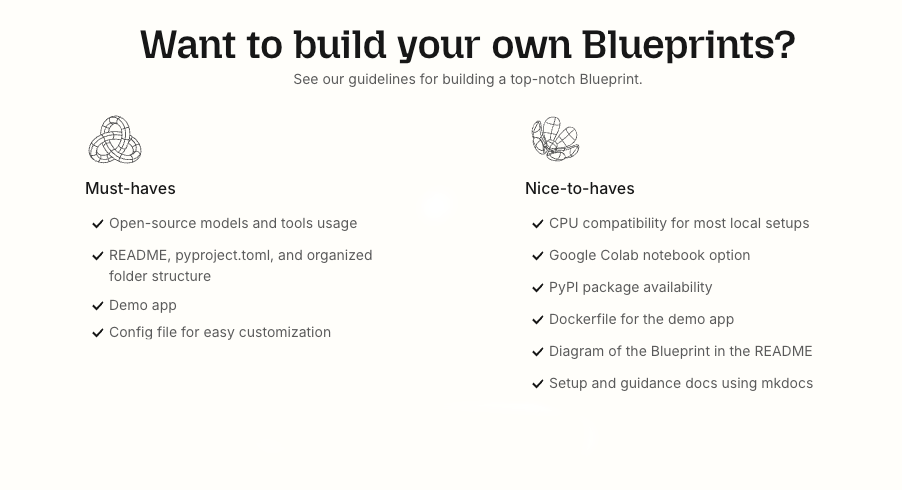 Want to build your own Blueprints?
See our guidelines for building a top-notch Blueprint.
Must-haves
Open-source models and tools usage
README, pyproject.toml, and organized
folder structure
Demo app
Config file for easy customization
Nice-to-haves
CPU compatibility for most local setups
Google Colab notebook option
PyPI package availability
Dockerfile for the demo app
Diagram of the Blueprint in the README
Setup and guidance docs using mkdocs